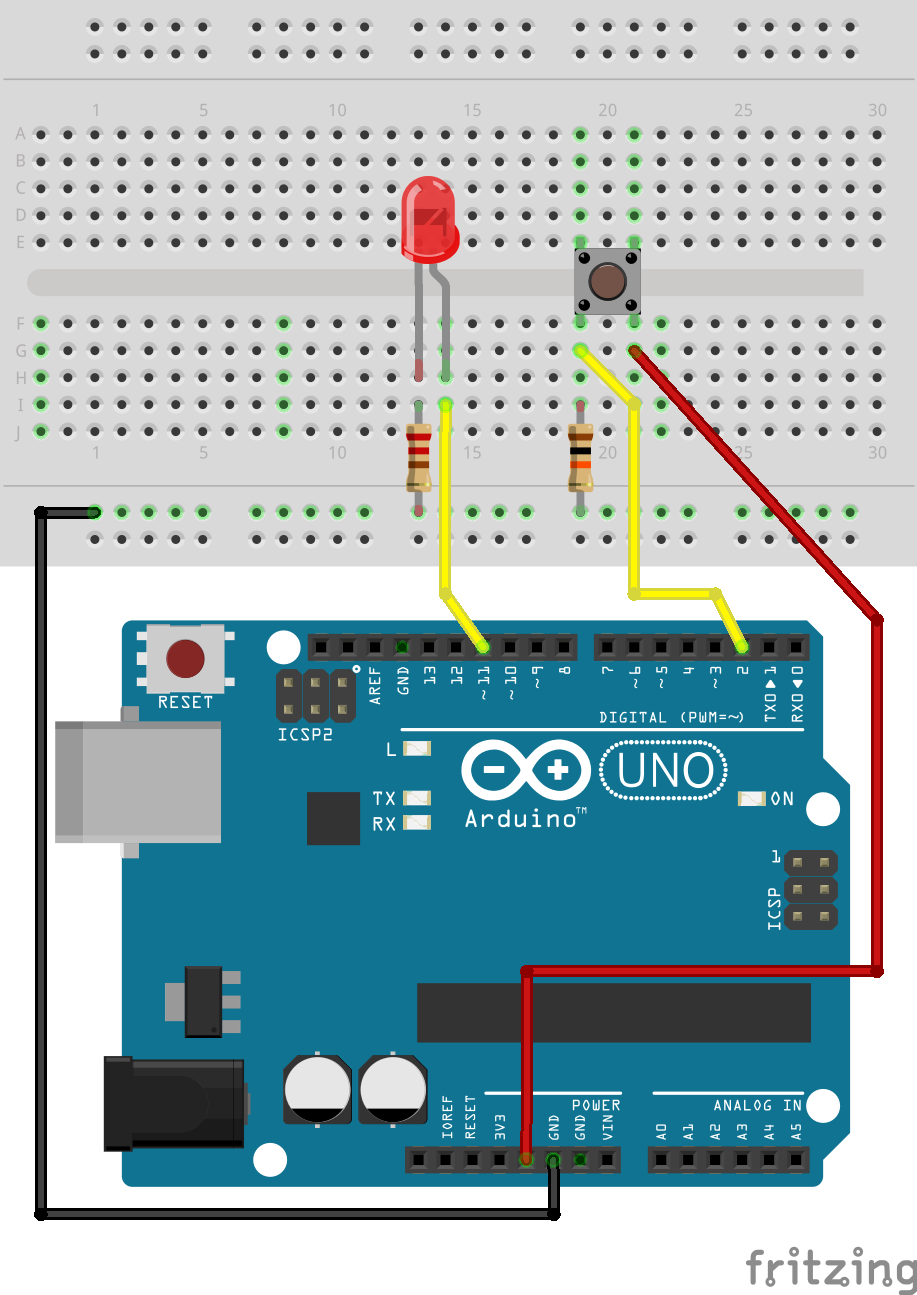 1 5 10 15 20 25 30
A
B
C
D
E
F
G
H
I
J
1 5 10 15 20 25 30
RESET
ICSP2
AREF
GND
13
12
~11
~10
~9
8
7
~6
~5
4
~3
2
TX0▶1
RX0◀0
DIGITAL (PWM=~)
L
TX
RX
Arduino™
UNO
ON
1
ICSP
IOREF
RESET
3V3
GND
GND
VIN
POWER
A0
A1
A2
A3
A4
A5
ANALOG IN
fritzing